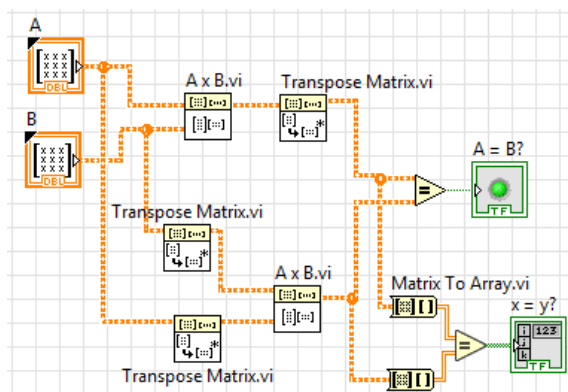 A
DBL
B
DBL
A x B.vi
Transpose Matrix.vi
A = B?
TF
Transpose Matrix.vi
A x B.vi
Matrix To Array.vi
x = y?
i 123
j
k
TF
Transpose Matrix.vi